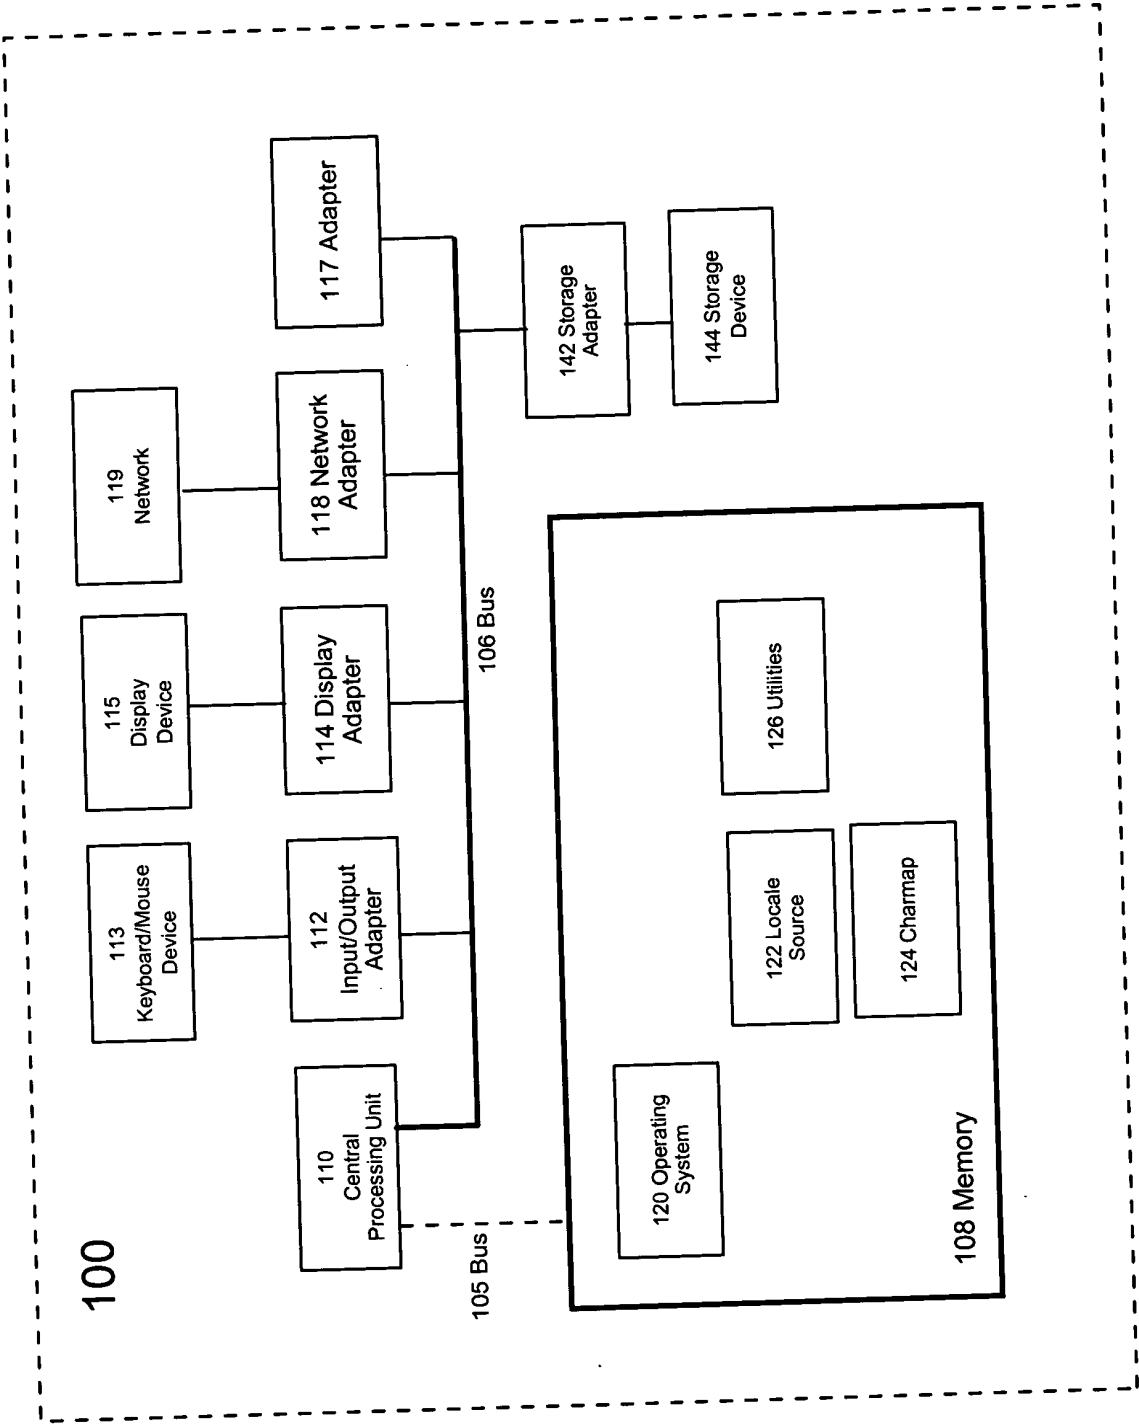 100
113
Keyboard/Mouse
Device
115
Display
Device
119
Network
110
Central
Processing Unit
112
Input/Output
Adapter
114 Display
Adapter
118 Network
Adapter
117 Adapter
105 Bus
106 Bus
142 Storage
Adapter
144 Storage
Device
120 Operating
System
122 Locale
Source
124 Charmap
126 Utilities
108 Memory